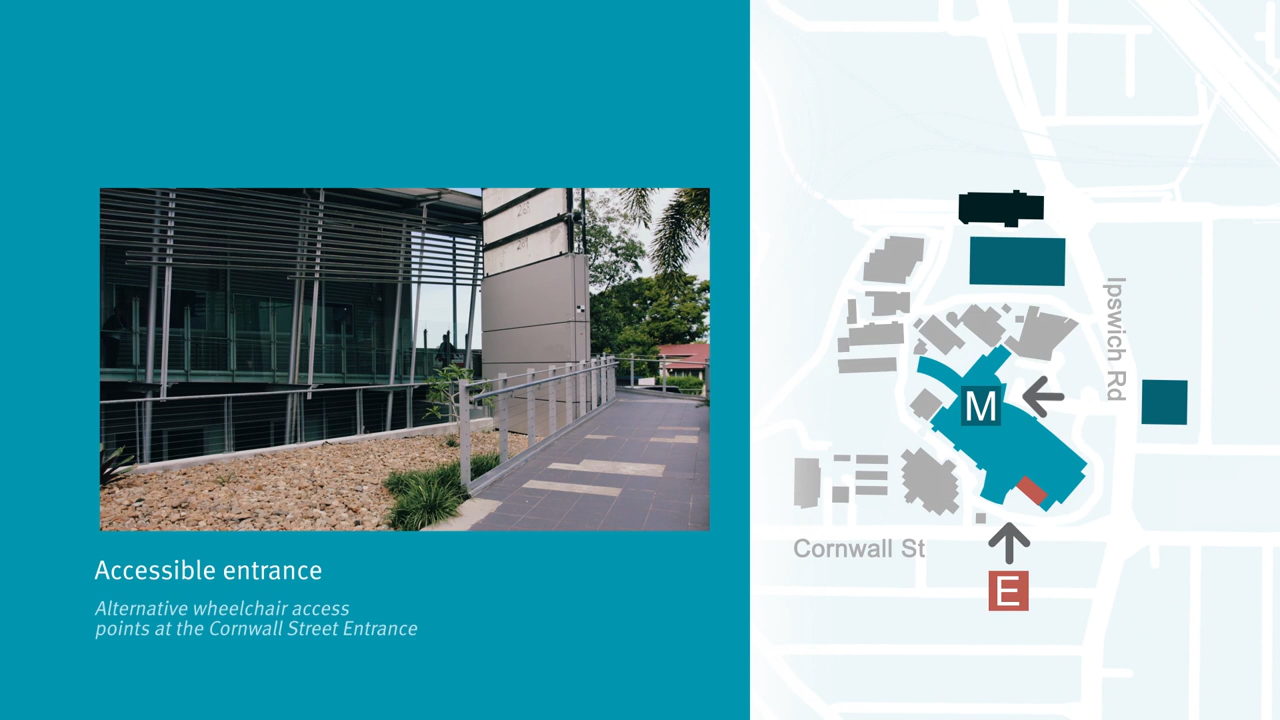 Accessible entrance
Alternative wheelchair access
points at the Cornwall Street Entrance
Ipswich Rd
M
Cornwall St
E